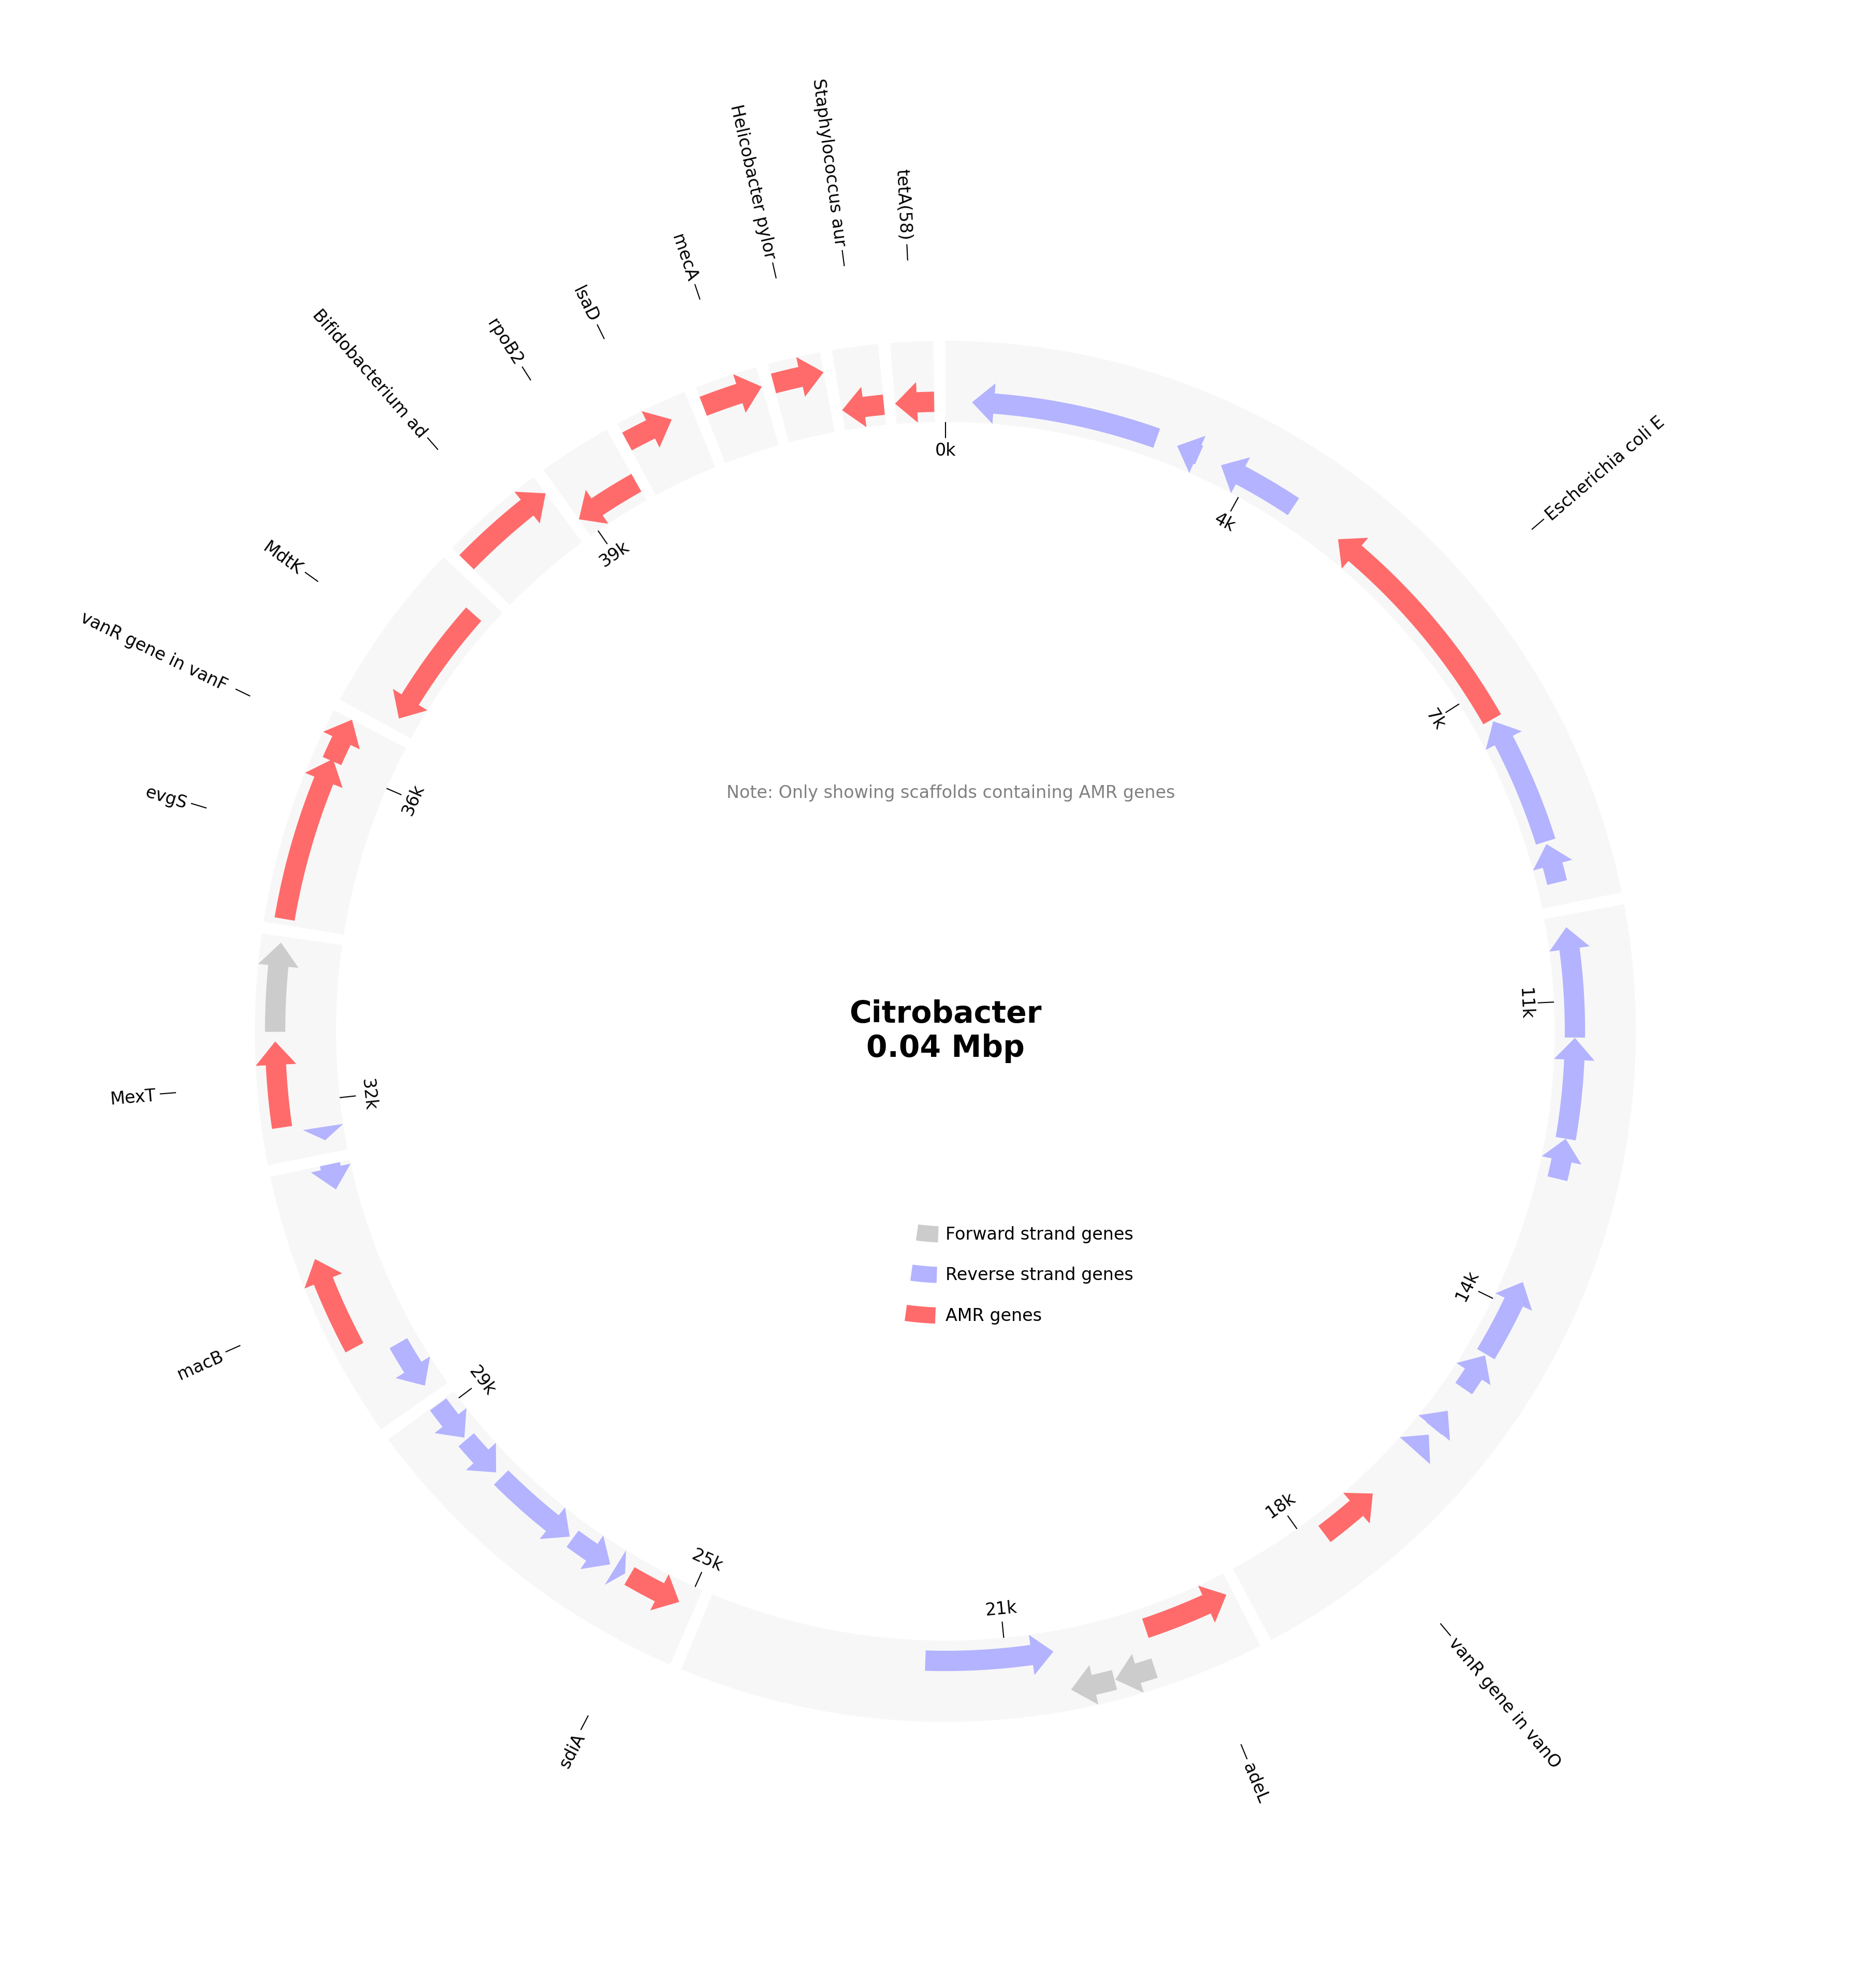 tetA(58)
Staphylococcus aur
Helicobacter pylor
mecA
lsaD
rpoB2
Bifidobacterium ad
MdtK
vanR gene in vanF
evgS
MexT
macB
sdiA
adeL
vanR gene in vanO
Escherichia coli E
0k
4k
7k
11k
14k
18k
21k
25k
29k
32k
36k
39k
Note: Only showing scaffolds containing AMR genes
Citrobacter
0.04 Mbp
Forward strand genes
Reverse strand genes
AMR genes